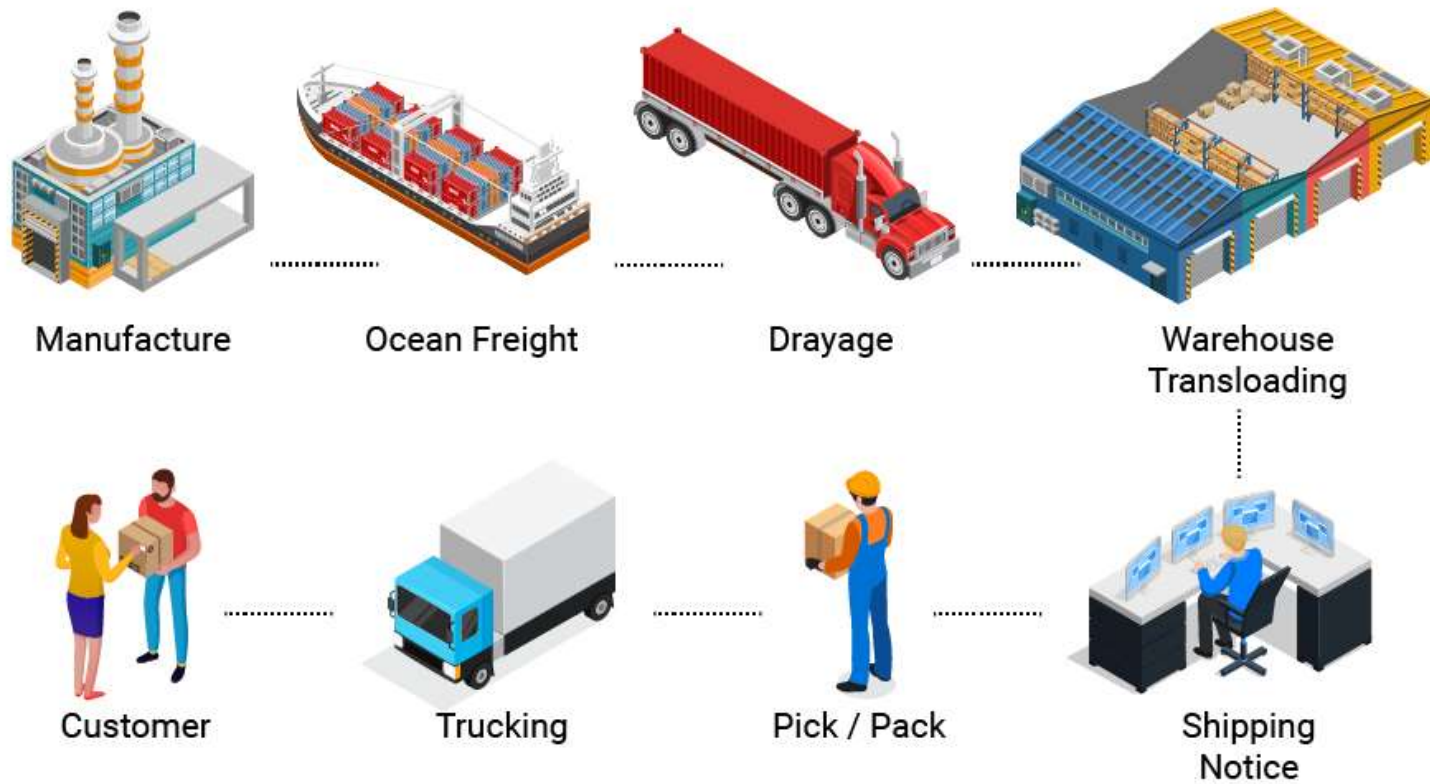 Manufacture
Ocean Freight
Drayage
Warehouse
Transloading
Customer
Trucking
Pick / Pack
Shipping
Notice